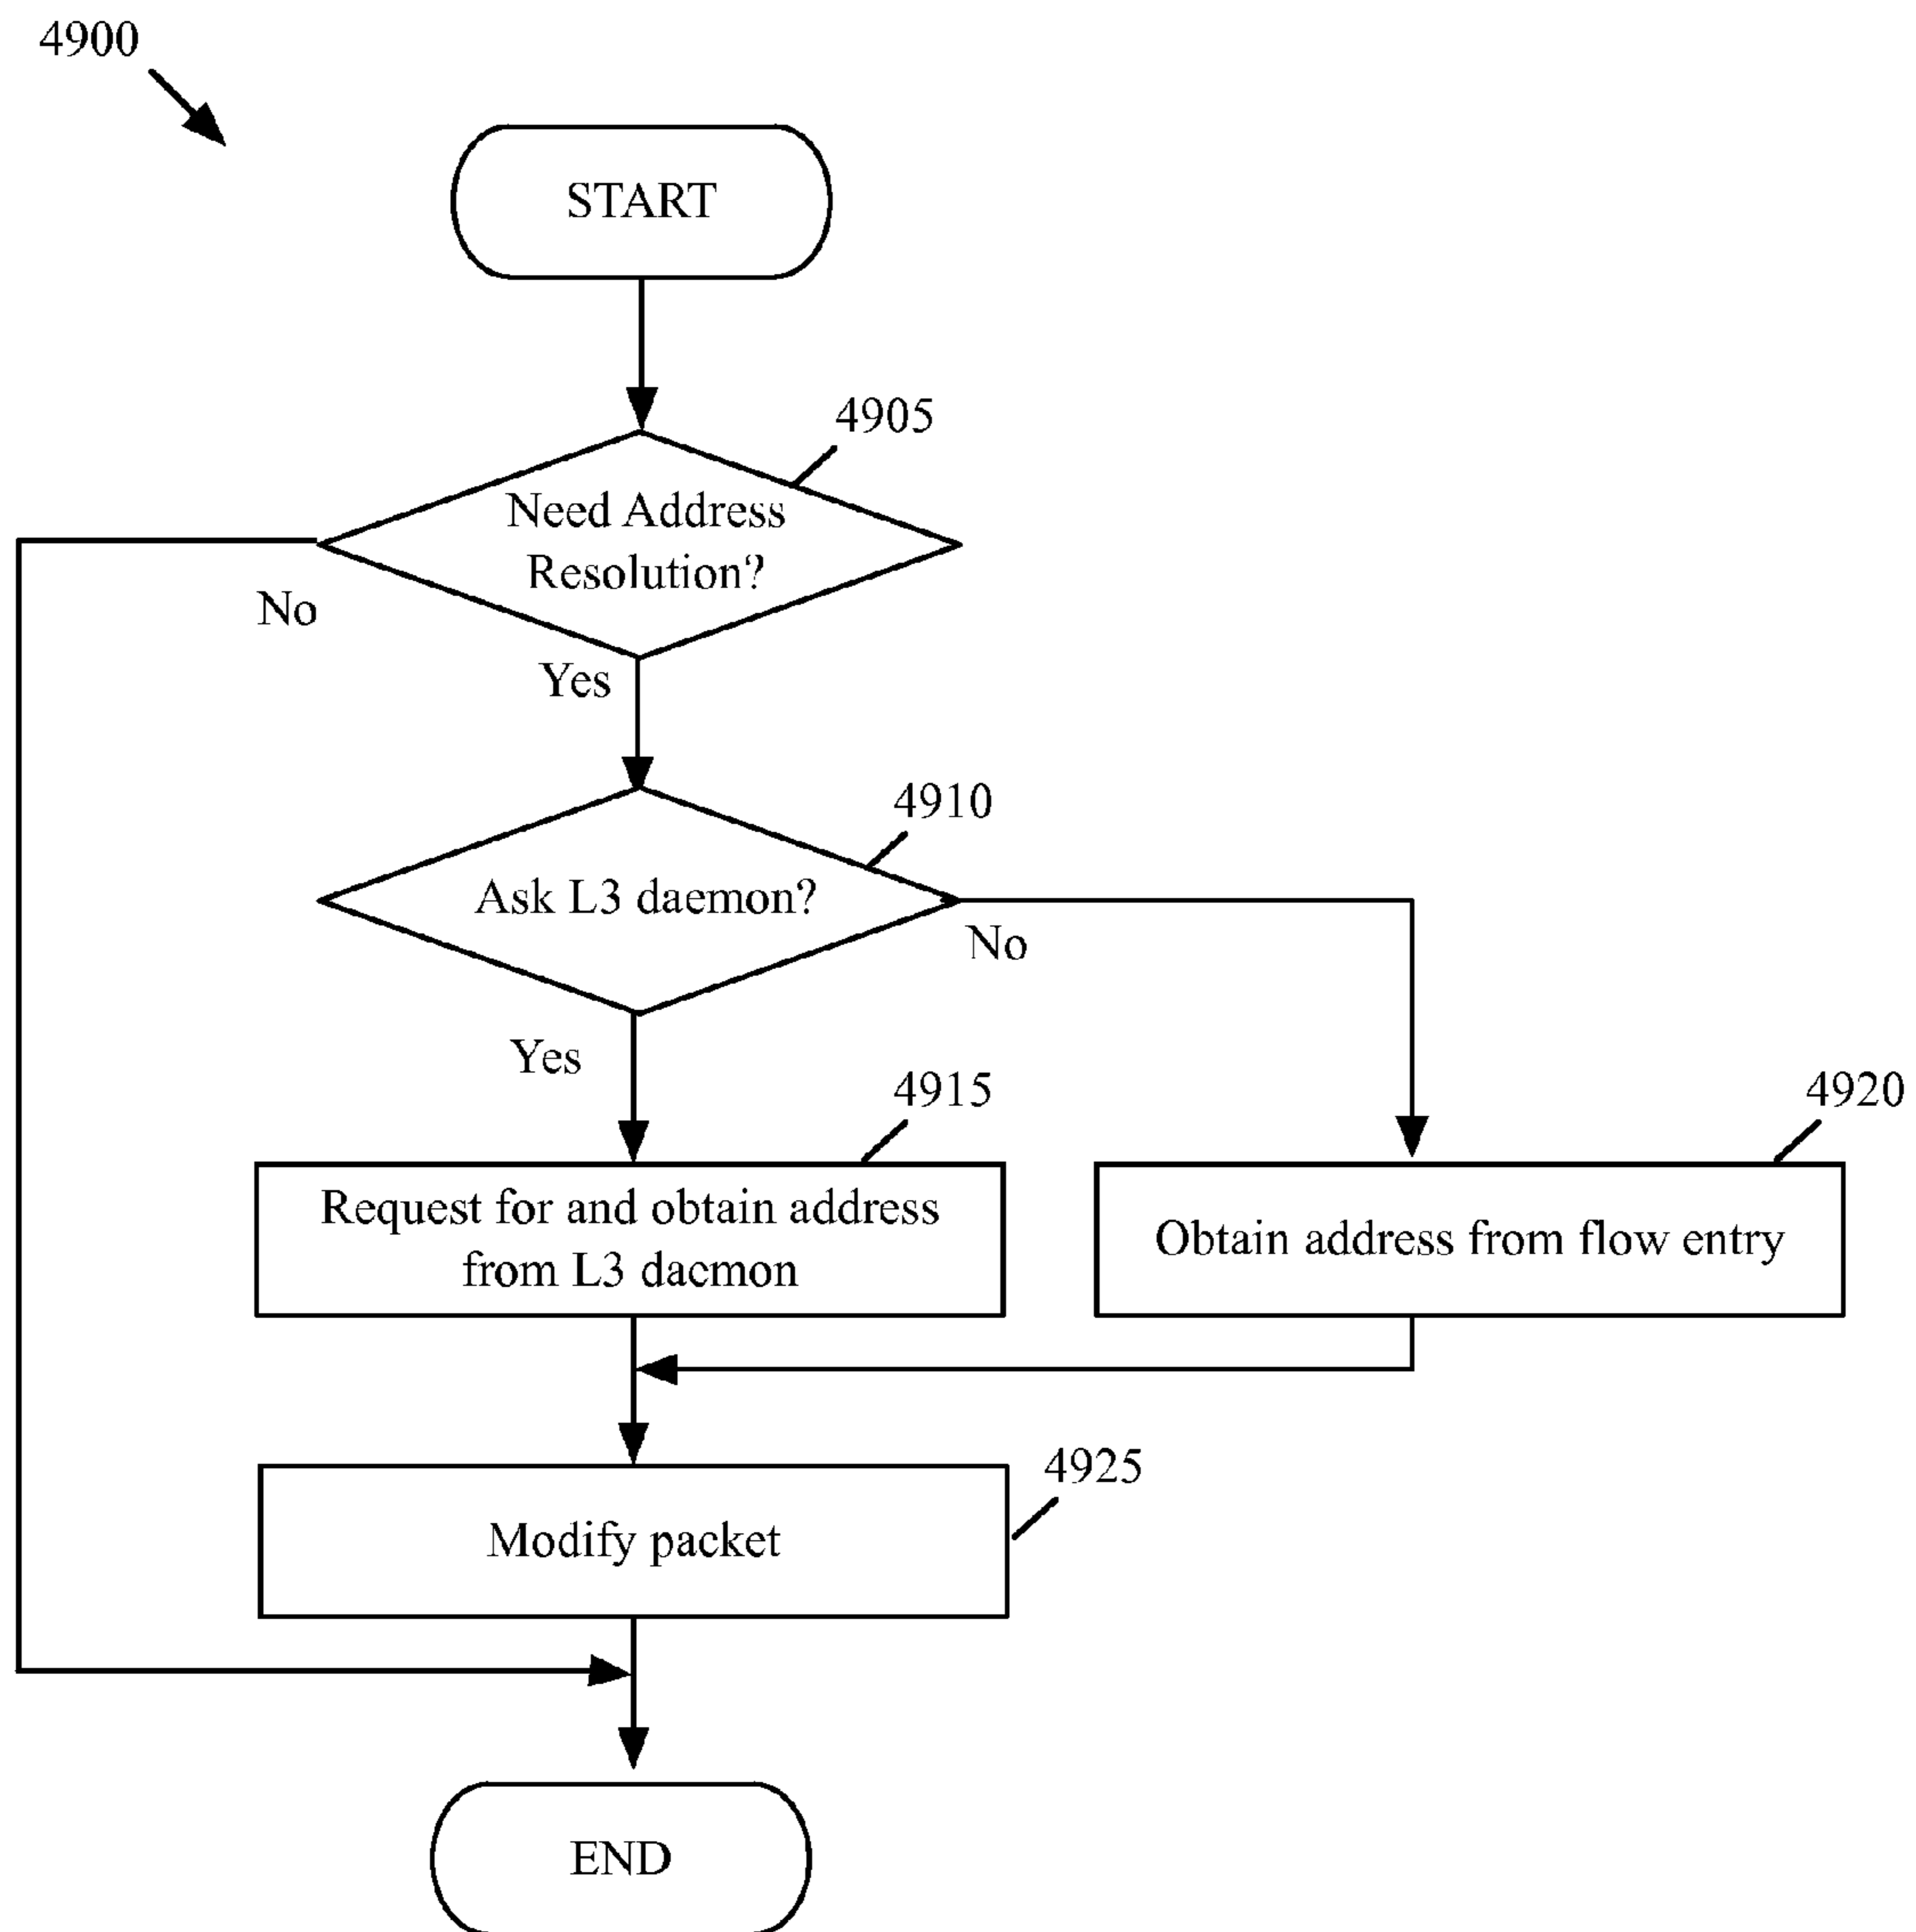 4900
START
4905
Need Address
Resolution?
No
Yes
4910
Ask L3 daemon?
No
Yes
4915
4920
Request for and obtain address
from L3 dacmon
Obtain address from flow entry
4925
Modify packet
END